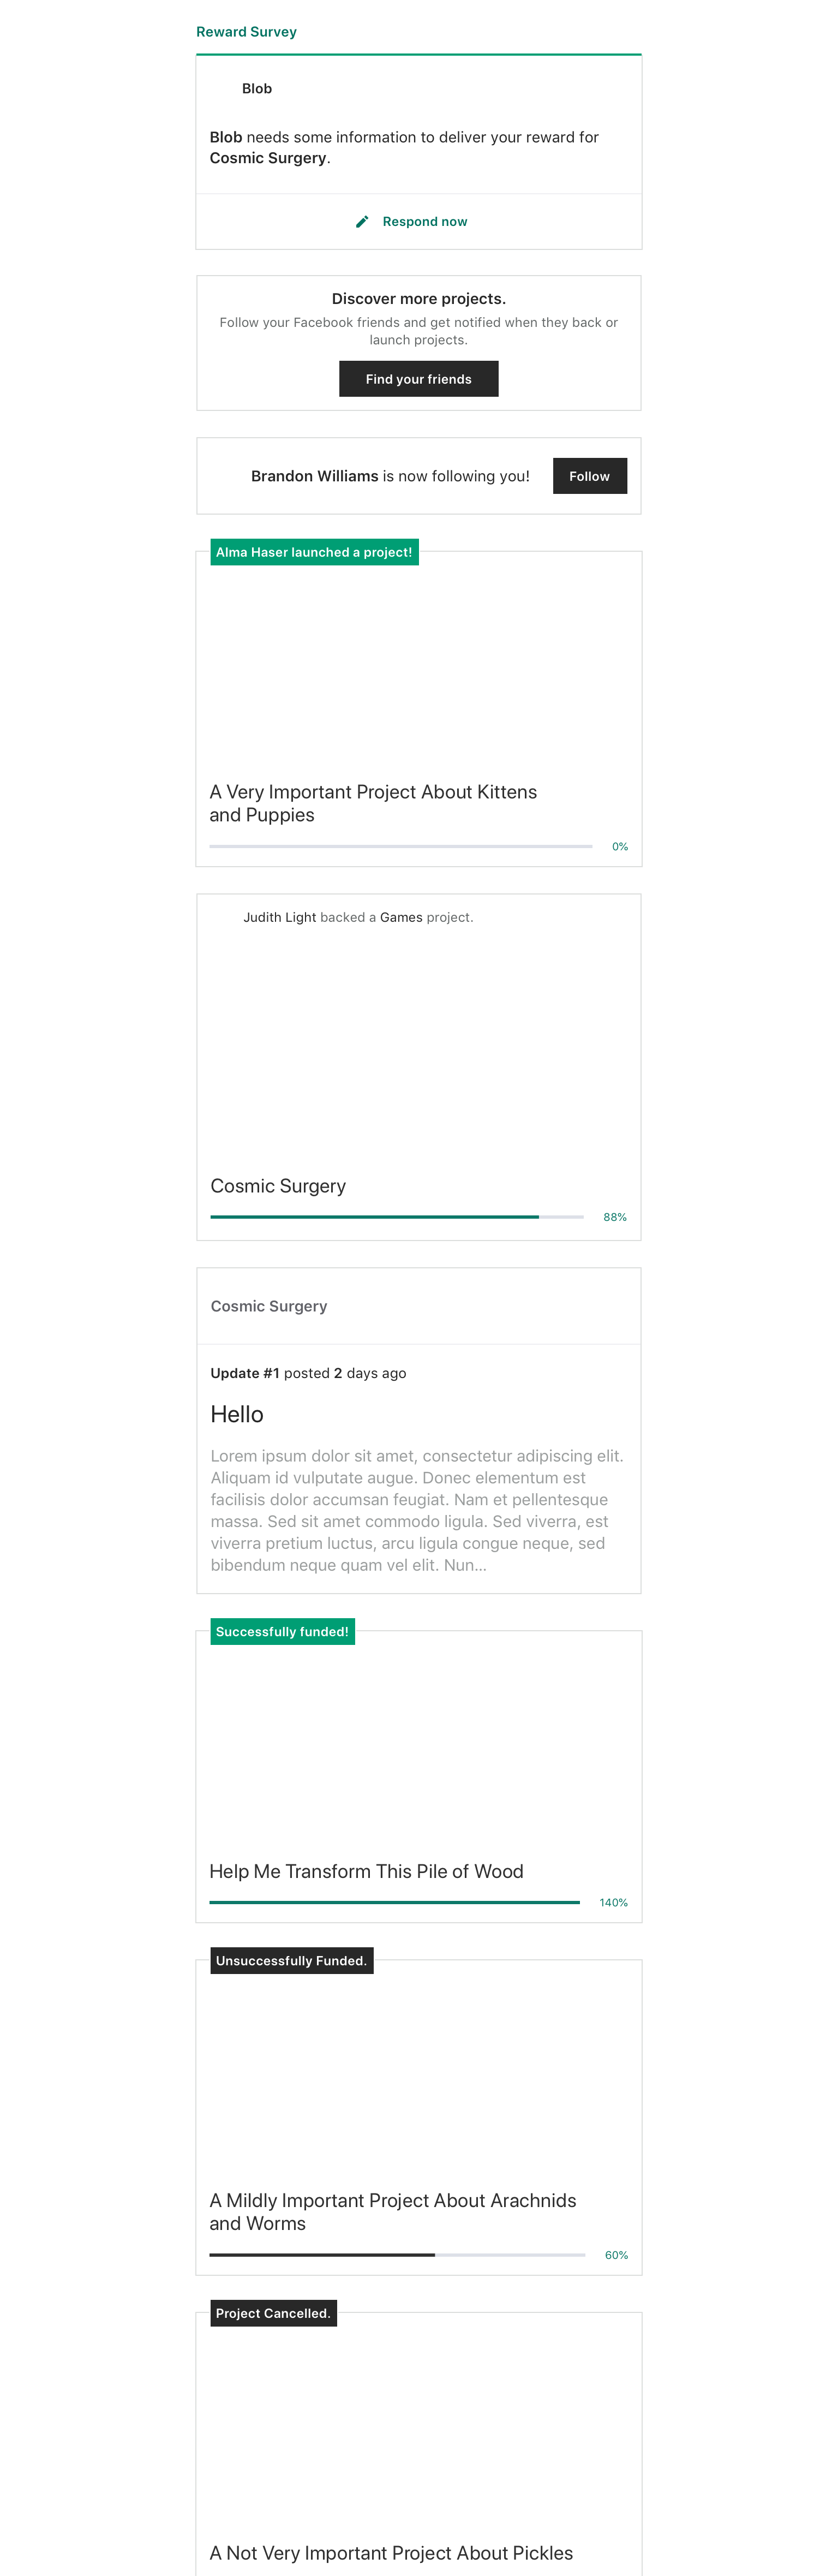 Reward Survey
Blob
Blob needs some information to deliver your reward for
Cosmic Surgery.
Respond now
Discover more projects.
Follow your Facebook friends and get notified when they back or
launch projects.
Find your friends
Brandon Williams is now following you!
Follow
Alma Haser launched a project!
A Very Important Project About Kittens
and Puppies
0%
Judith Light backed a Games project.
Cosmic Surgery
88%
Cosmic Surgery
Update #1 posted 2 days ago
Hello
Lorem ipsum dolor sit amet, consectetur adipiscing elit.
Aliquam id vulputate augue. Donec elementum est
facilisis dolor accumsan feugiat. Nam et pellentesque
massa. Sed sit amet commodo ligula. Sed viverra, est
viverra pretium luctus, arcu ligula congue neque, sed
bibendum neque quam vel elit. Nun...
Successfully funded!
Help Me Transform This Pile of Wood
140%
Unsuccessfully Funded.
A Mildly Important Project About Arachnids
and Worms
60%
Project Cancelled.
A Not Very Important Project About Pickles